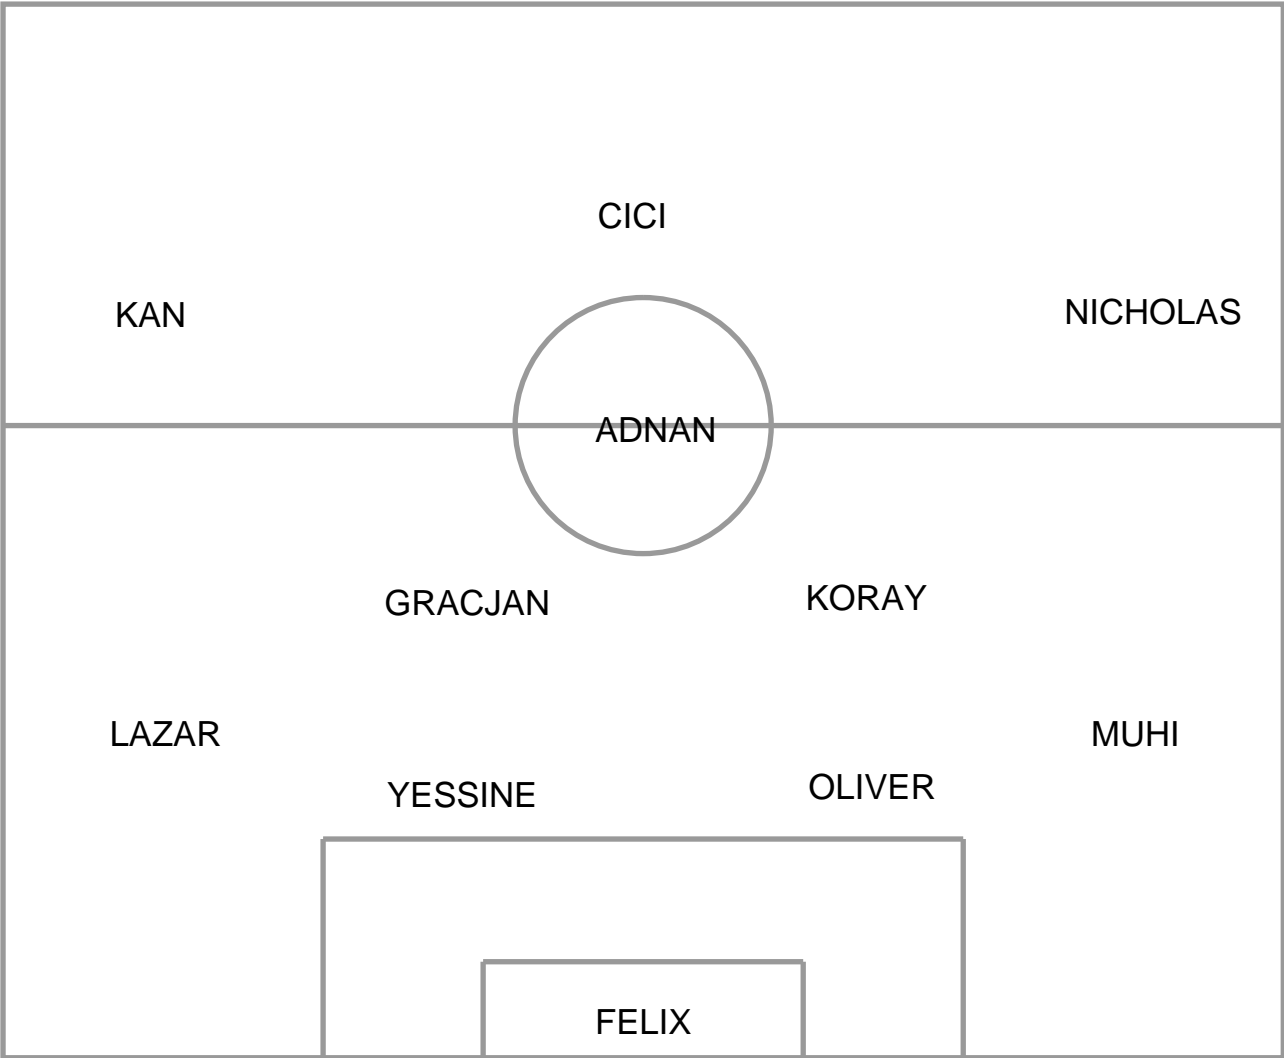 CICI
KAN
NICHOLAS
ADNAN
GRACJAN
KORAY
LAZAR
MUHI
YESSINE
OLIVER
FELIX